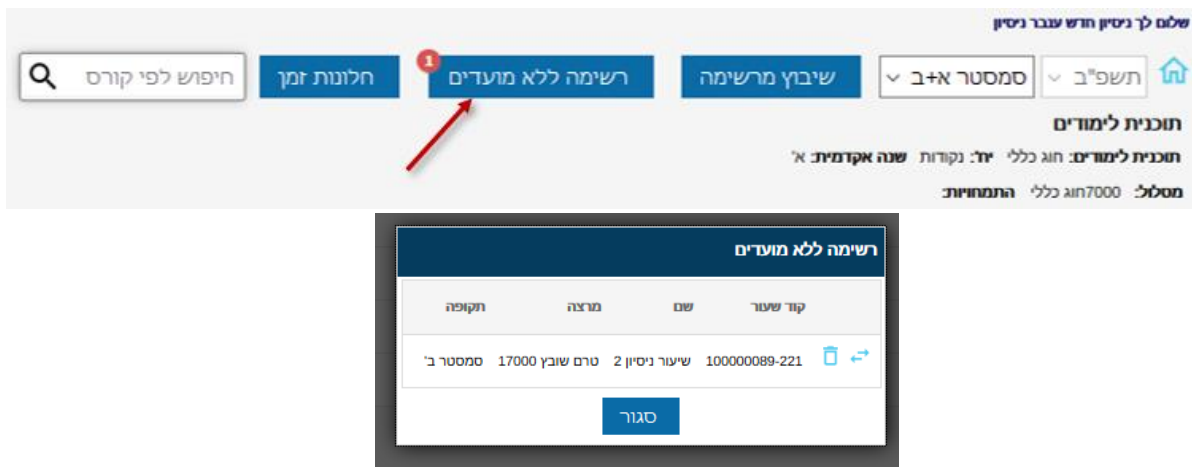 שלום לך ניסיון חדש ענבר ניסיון
תשפ"ב סמסטר א+ב שיבוץ מרשימה רשימה ללא מועדים 1 חלונות זמן חיפוש לפי קורס
תוכנית לימודים
תוכנית לימודים: חוג כללי יח': נקודות שנה אקדמית: א'
מסלול: 7000חוג כללי התמחויות:
רשימה ללא מועדים
קוד שעור שם מרצה תקופה
100000089-221 שיעור ניסיון 2 טרם שובץ 17000 סמסטר ב'
סגור